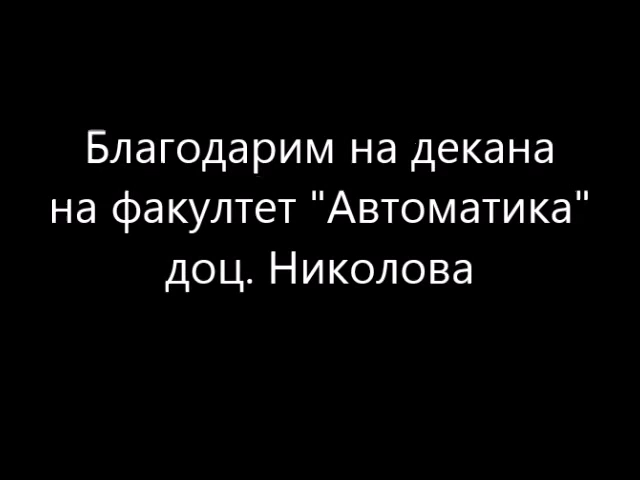 Благодарим на декана
на факултет "Автоматика"
доц. Николова